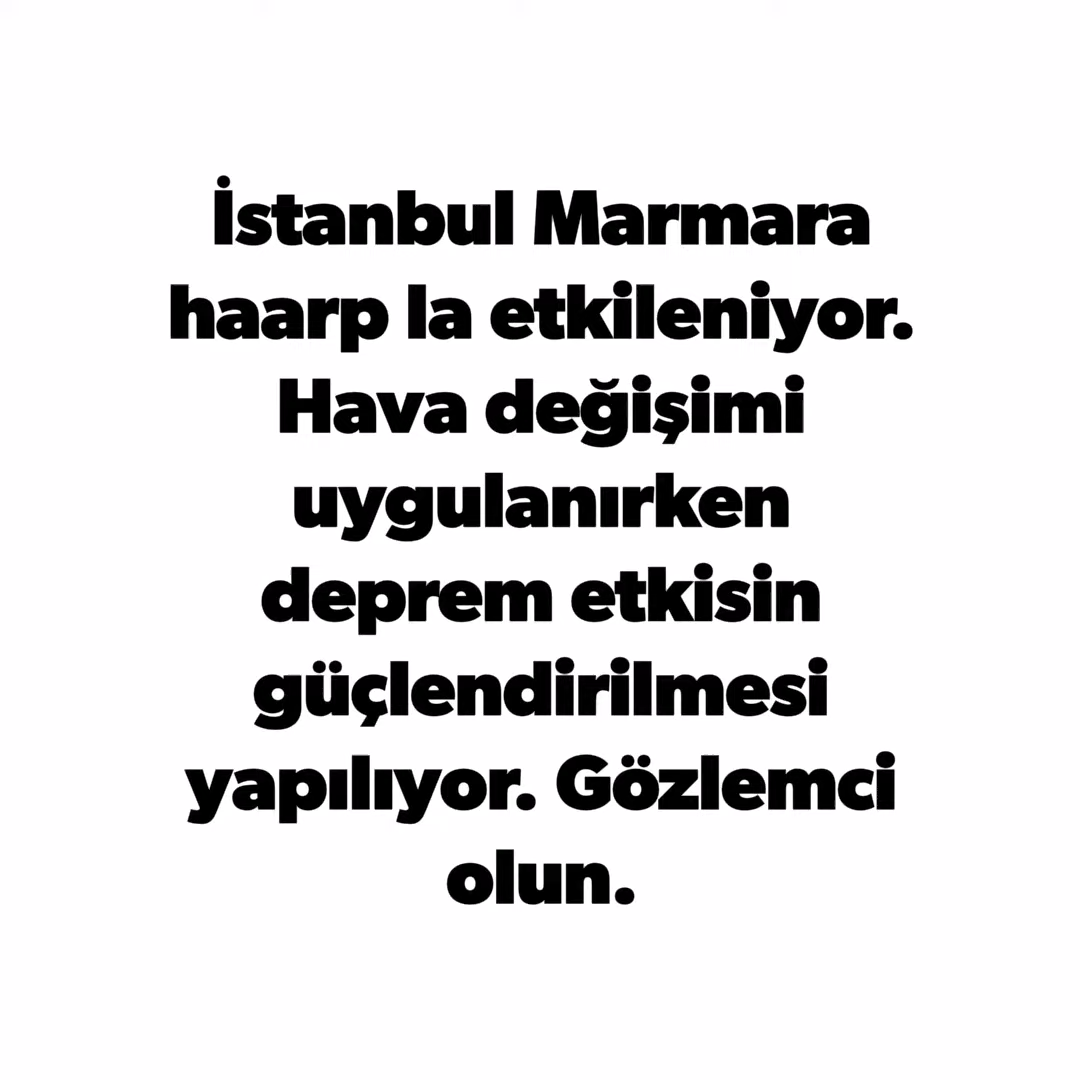 İstanbul Marmara
haarp la etkileniyor.
Hava değişimi
uygulanırken
deprem etkisin
güçlendirilmesi
yapılıyor. Gözlemci
olun.